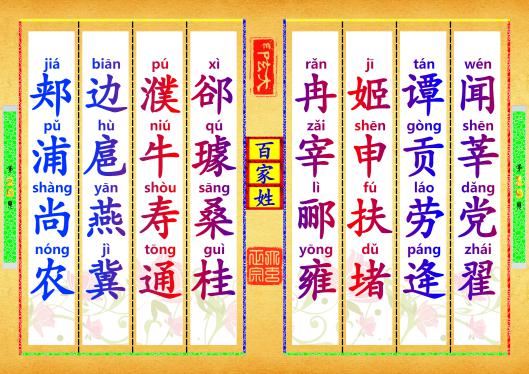 wén shēn dǎng zhái
闻莘党翟
tán gòng láo páng
谭贡劳逄
jī shēn fú dǔ
姬申扶堵
rǎn zǎi lì yōng
冉宰郦雍
百家姓
xì qú sāng guì
郤璩桑桂
pú niú shòu tōng
濮牛寿通
biān hù yān jì
边扈燕冀
jiá pǔ shàng nóng
郏浦尚农